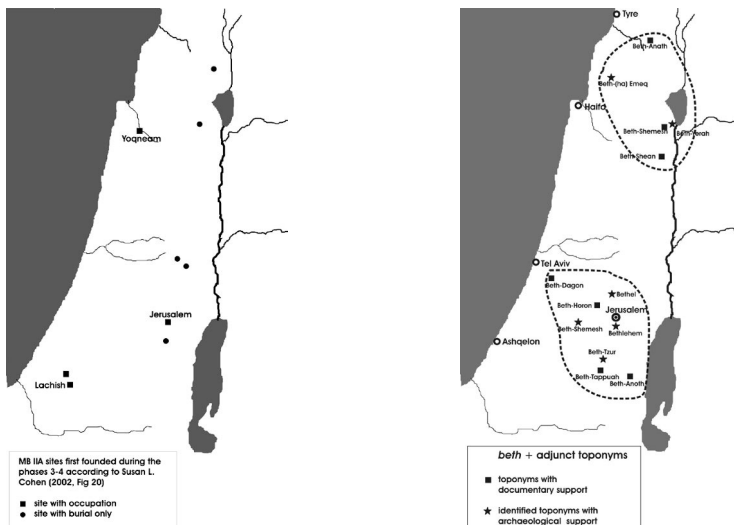 Yoqneam
Jerusalem
Lachish
MB IIA sites first founded during the
phases 3-4 according to Susan L.
Cohen (2002, Fig 20)
site with occupation
site with burial only
Tyre
Beth-Anath
Beth-(ha) Emeq
Haifa
Beth-Shemesh
Beth-Yerah
Beth-Shean
Tel Aviv
Beth-Dagon
Bethel
Beth-Horon
Jerusalem
Beth-Shemesh
Bethlehem
Ashqelon
Beth-Tzur
Beth-Tappuah
Beth-Anoth
beth + adjunct toponyms
toponyms with
documentary support
identified toponyms with
archaeological support